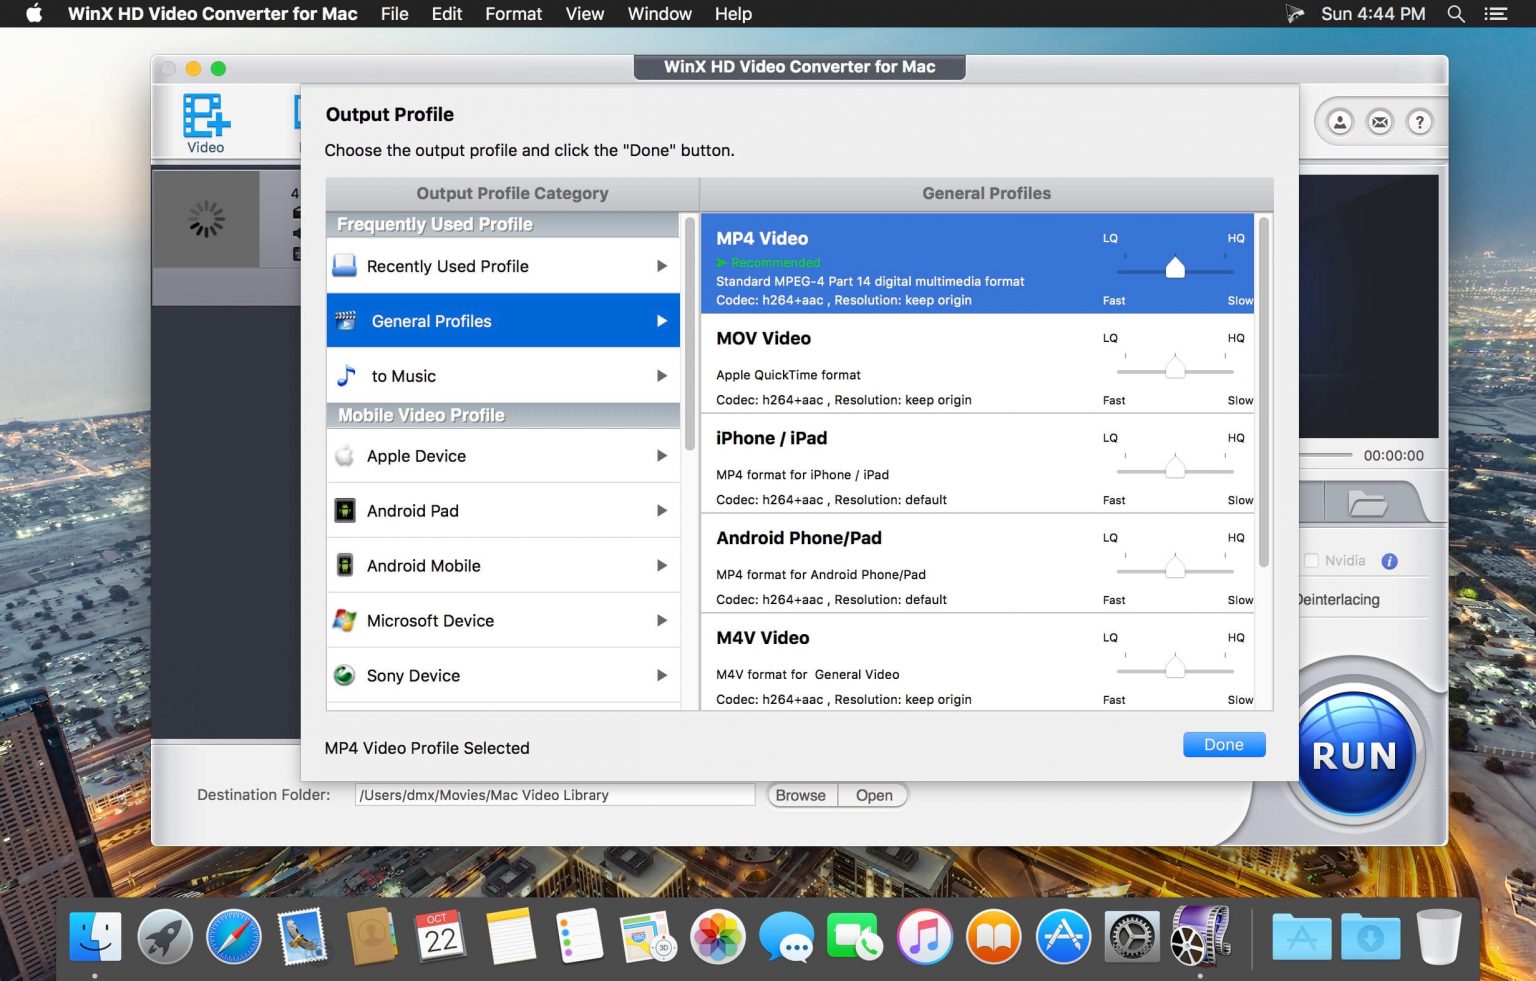 WinX HD Video Converter for Mac File Edit Format View Window Help Sun 4:44 PM
WinX HD Video Converter for Mac
Video
?
Output Profile
Choose the output profile and click the "Done" button.
Output Profile Category
General Profiles
Frequently Used Profile
Recently Used Profile
General Profiles
to Music
Mobile Video Profile
Apple Device
Android Pad
Android Mobile
Microsoft Device
Sony Device
MP4 Video
LQ HQ
➤ Recommended
Standard MPEG-4 Part 14 digital multimedia format
Codec: h264+aac , Resolution: keep origin
Fast Slow
MOV Video
LQ HQ
Apple QuickTime format
Codec: h264+aac , Resolution: keep origin
Fast Slow
iPhone / iPad
LQ HQ
MP4 format for iPhone / iPad
Codec: h264+aac , Resolution: default
Fast Slow
Android Phone/Pad
LQ HQ
MP4 format for Android Phone/Pad
Codec: h264+aac , Resolution: default
Fast Slow
M4V Video
LQ HQ
M4V format for General Video
Codec: h264+aac , Resolution: keep origin
Fast Slow
MP4 Video Profile Selected
Done
4
00:00:00
Nvidia i
Deinterlacing
RUN
Destination Folder: /Users/dmx/Movies/Mac Video Library Browse Open
OCT
22
280
3D